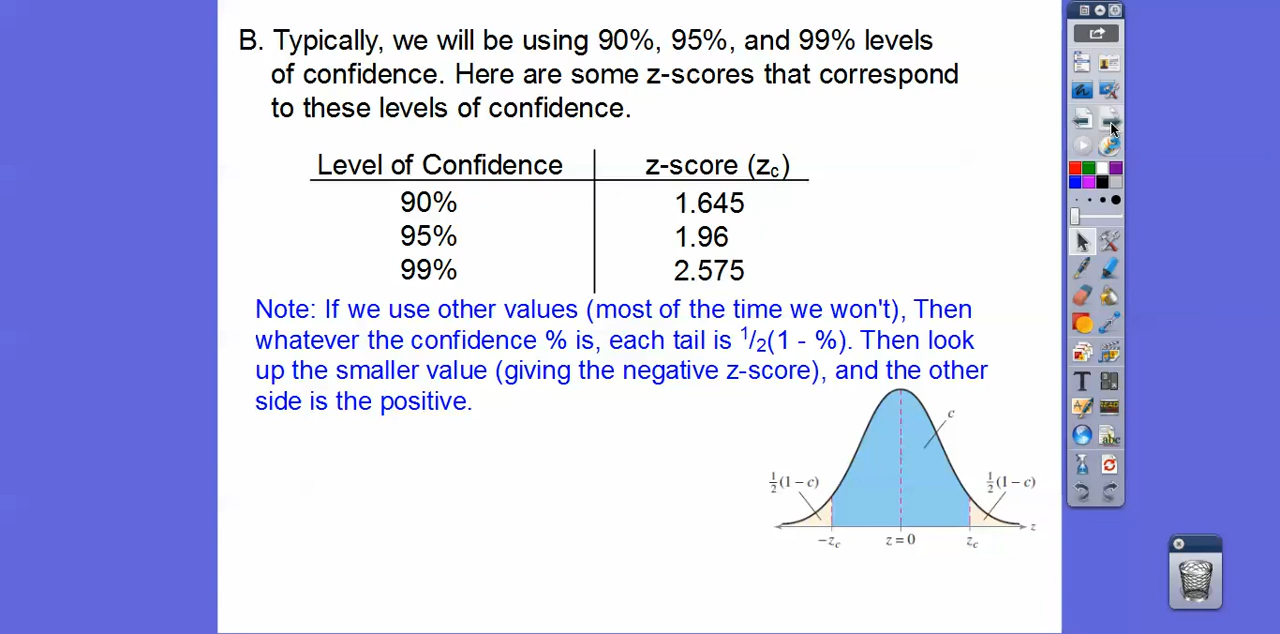 B. Typically, we will be using 90%, 95%, and 99% levels
of confidence. Here are some z-scores that correspond
to these levels of confidence.
Level of Confidence z-score (zc)
90% 1.645
95% 1.96
99% 2.575
Note: If we use other values (most of the time we won't), Then
whatever the confidence % is, each tail is 1/2(1 - %). Then look
up the smaller value (giving the negative z-score), and the other
side is the positive.
c
1/2(1 – c) 1/2(1 – c)
z
–zc z = 0 zc